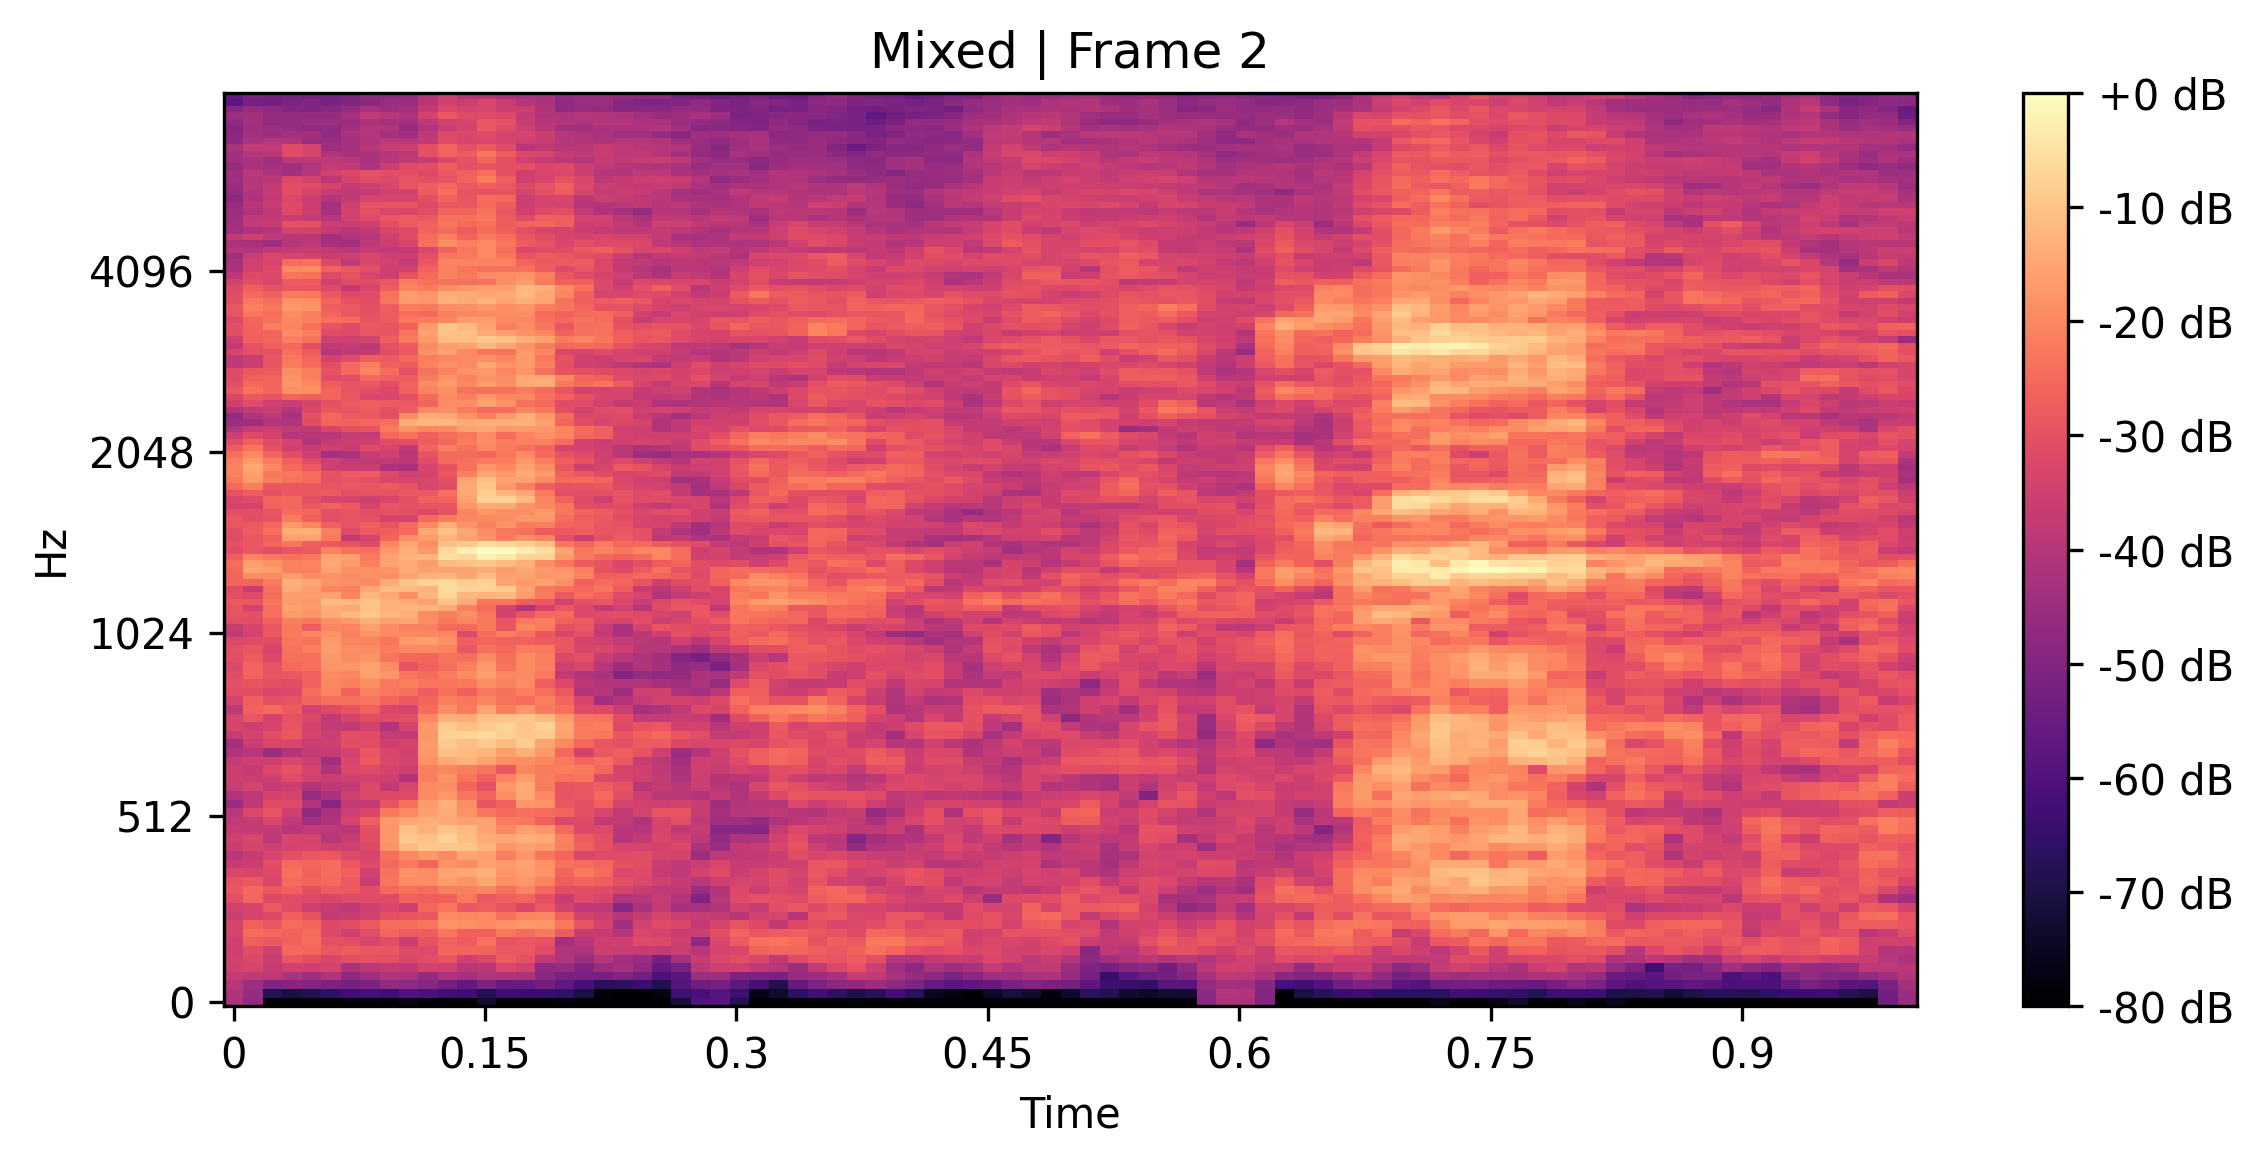 Mixed | Frame 2
Hz
4096
2048
1024
512
0
0 0.15 0.3 0.45 0.6 0.75 0.9
Time
+0 dB
-10 dB
-20 dB
-30 dB
-40 dB
-50 dB
-60 dB
-70 dB
-80 dB